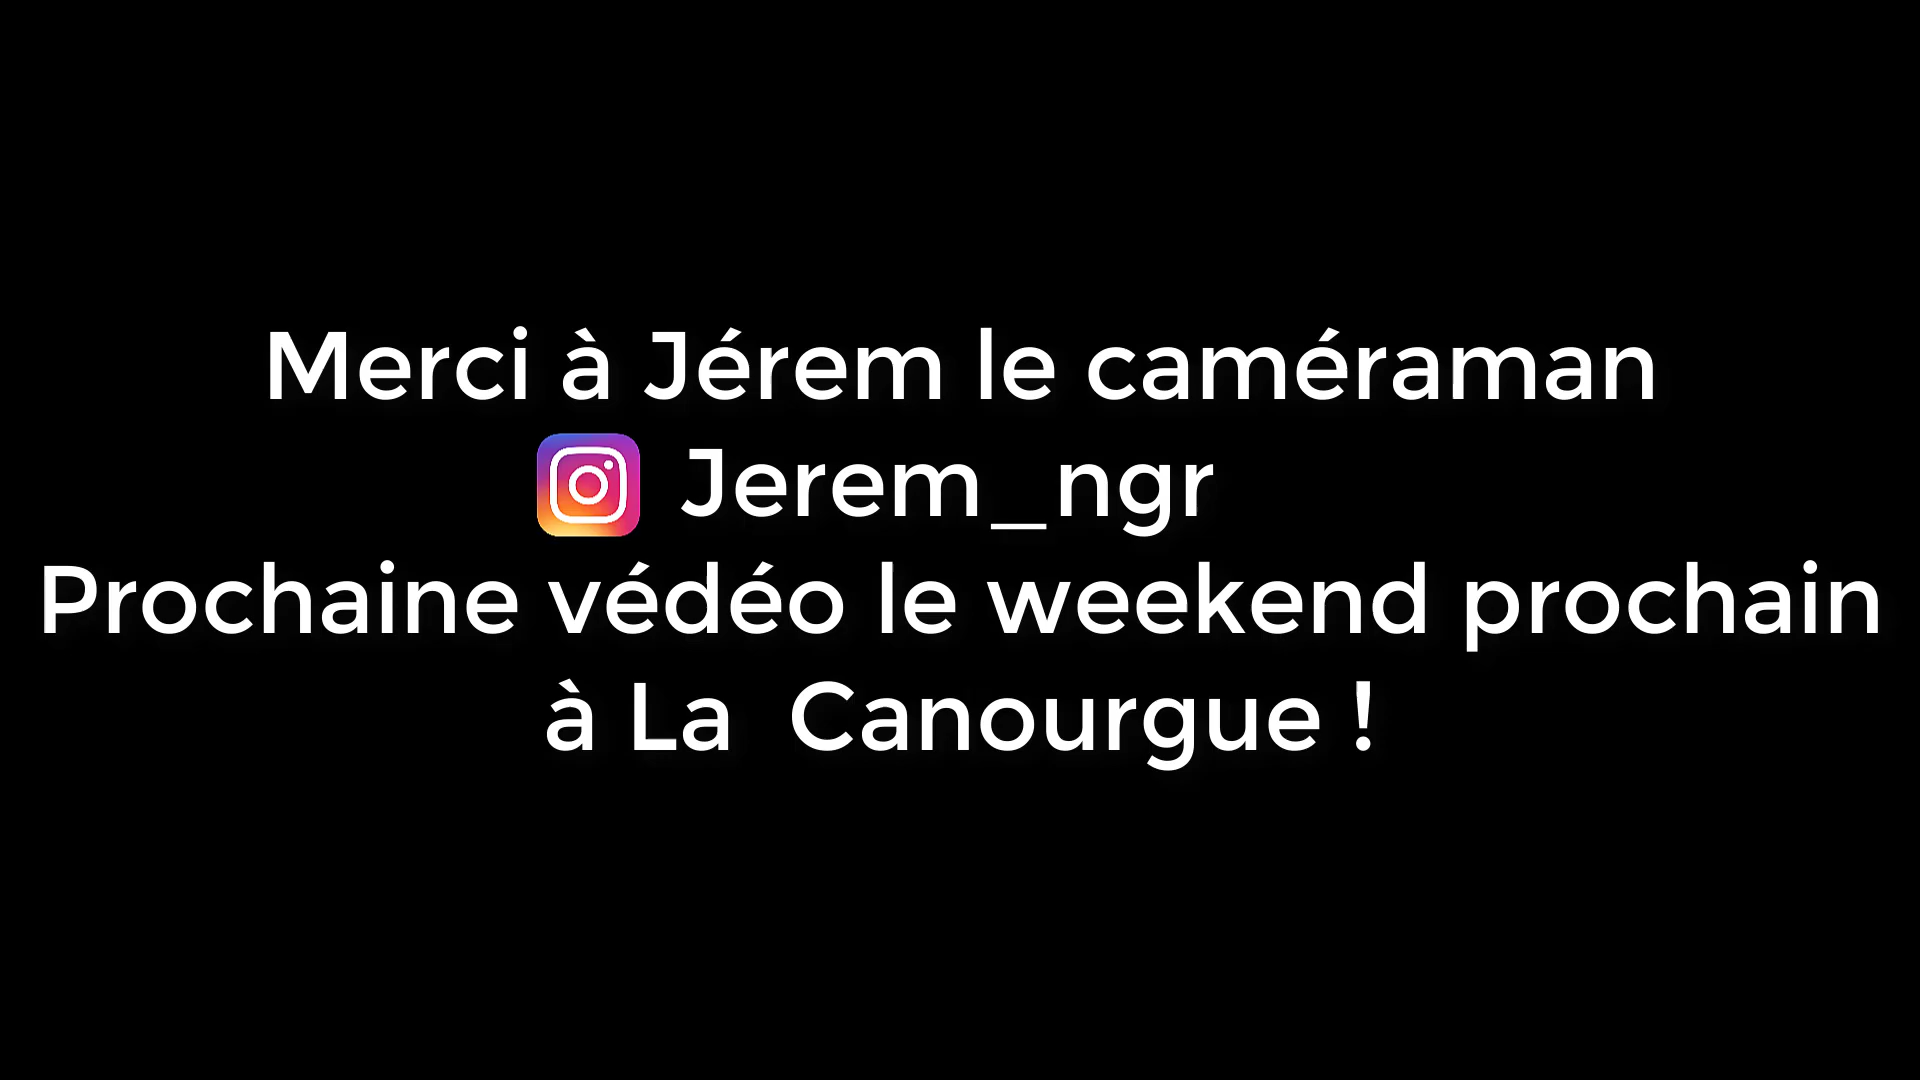 Merci à Jérem le caméraman
Jerem_ngr
Prochaine védéo le weekend prochain
à La  Canourgue !